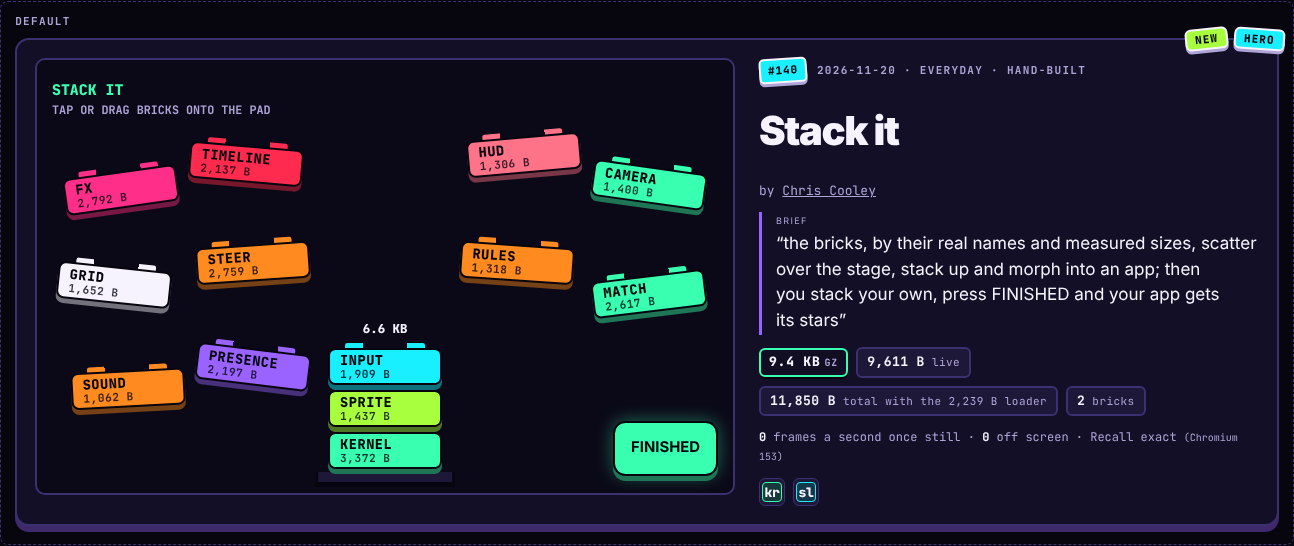 DEFAULT
NEW
HERO
STACK IT
TAP OR DRAG BRICKS ONTO THE PAD
FX
2,792 B
TIMELINE
2,137 B
HUD
1,306 B
CAMERA
1,400 B
GRID
1,652 B
STEER
2,759 B
RULES
1,318 B
MATCH
2,617 B
SOUND
1,062 B
PRESENCE
2,197 B
6.6 KB
INPUT
1,909 B
SPRITE
1,437 B
KERNEL
3,372 B
FINISHED
#140
2026-11-20 · EVERYDAY · HAND-BUILT
Stack it
by Chris Cooley
BRIEF
“the bricks, by their real names and measured sizes, scatter
over the stage, stack up and morph into an app; then
you stack your own, press FINISHED and your app gets
its stars”
9.4 KB GZ
9,611 B live
11,850 B total with the 2,239 B loader
2 bricks
0 frames a second once still · 0 off screen · Recall exact (Chromium
153)
kr
sl